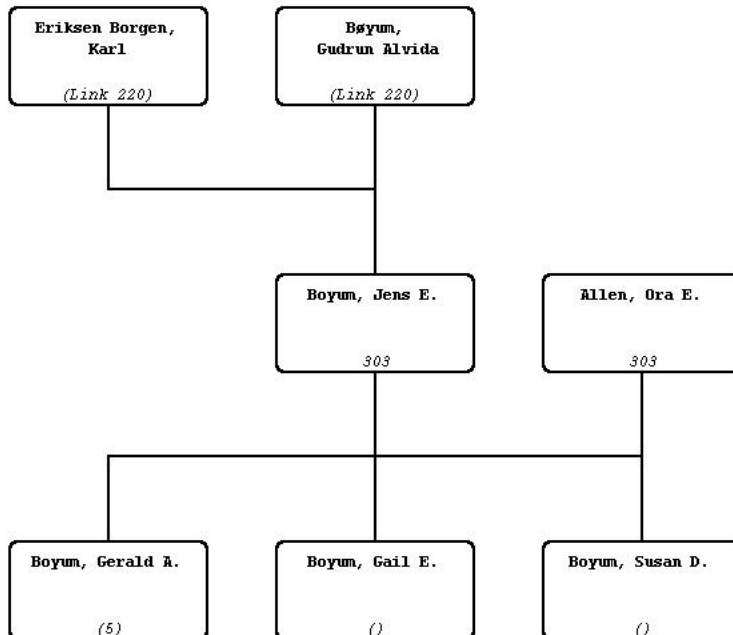 Eriksen Borgen,
Karl
(Link 220)
Bøyum,
Gudrun Alvida
(Link 220)
Boyum, Jens E.
303
Allen, Ora E.
303
Boyum, Gerald A.
(5)
Boyum, Gail E.
()
Boyum, Susan D.
()